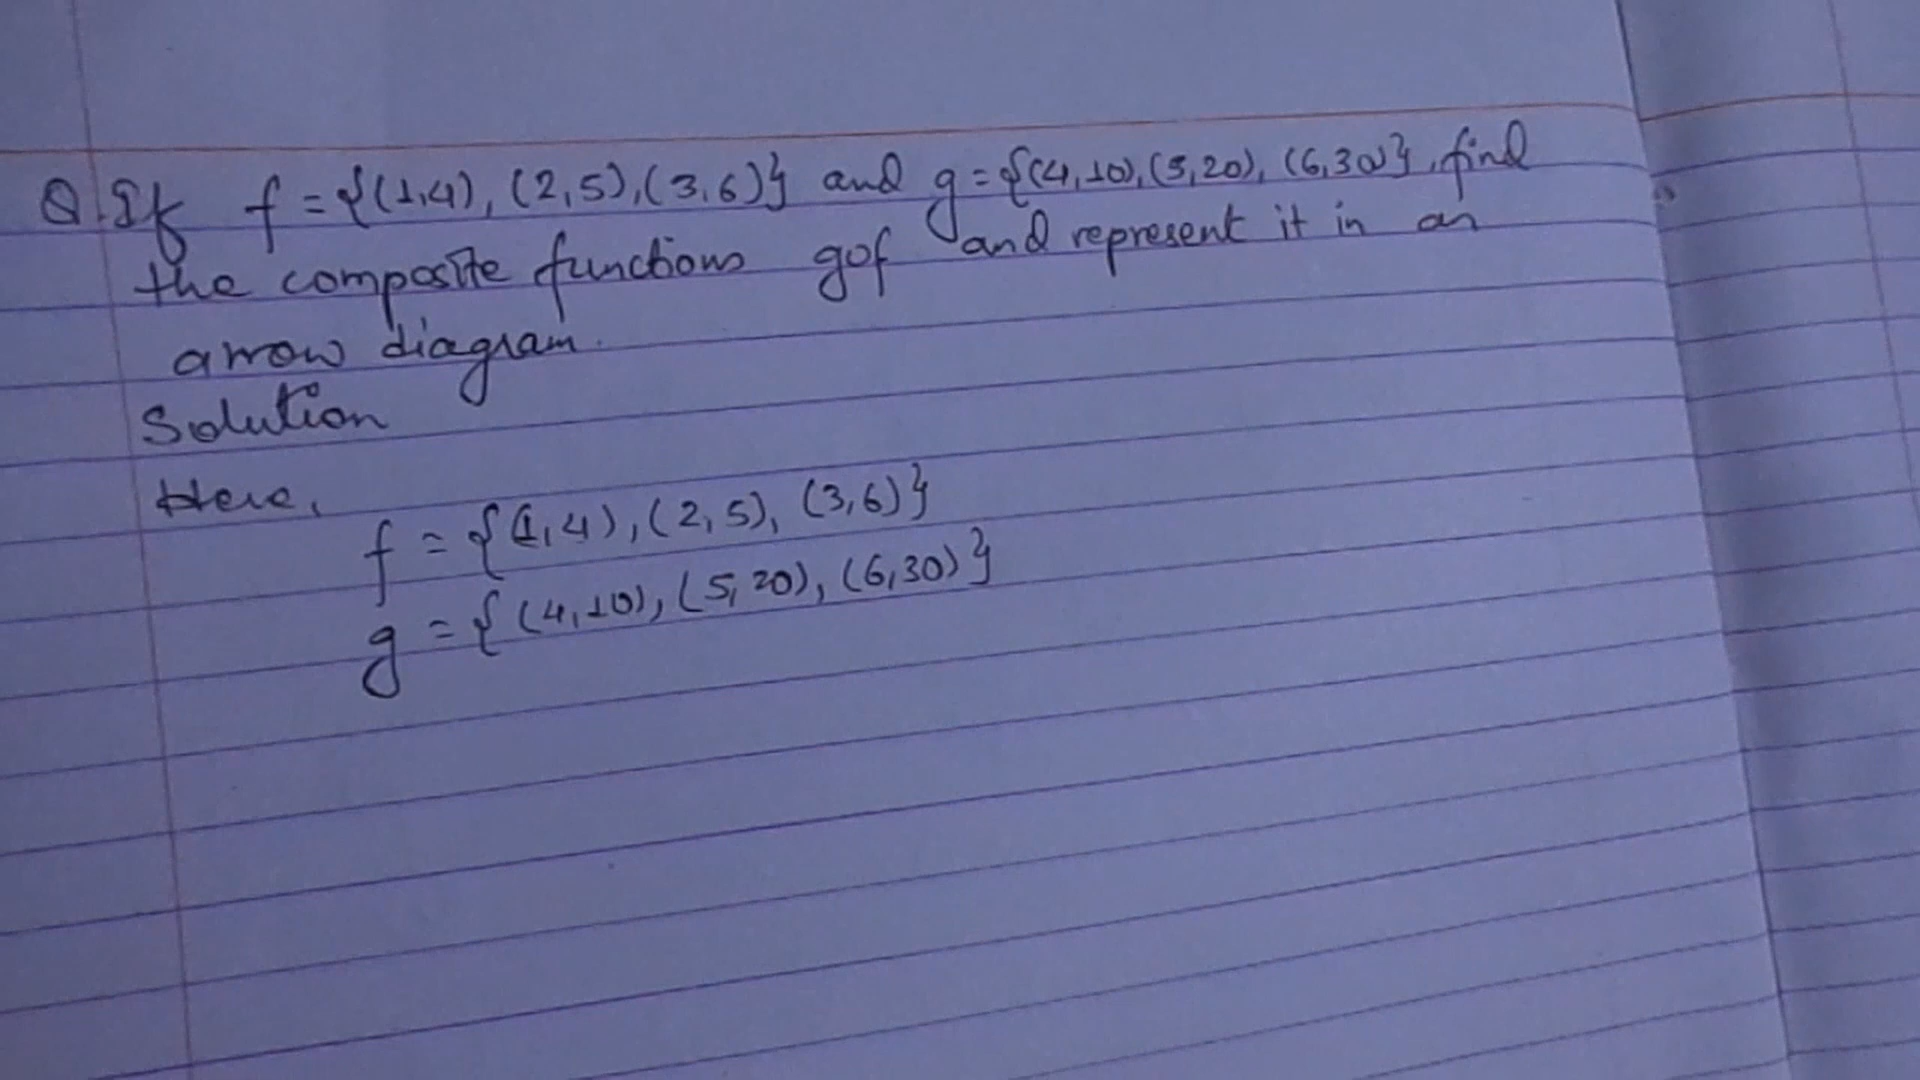 Q. If f = {(1,4), (2,5), (3,6)} and g = {(4,10), (5,20), (6,30)}, find
the composite functions gof and represent it in an
arrow diagram.
Solution
Here,
f = {(1,4), (2,5), (3,6)}
g = {(4,10), (5,20), (6,30)}